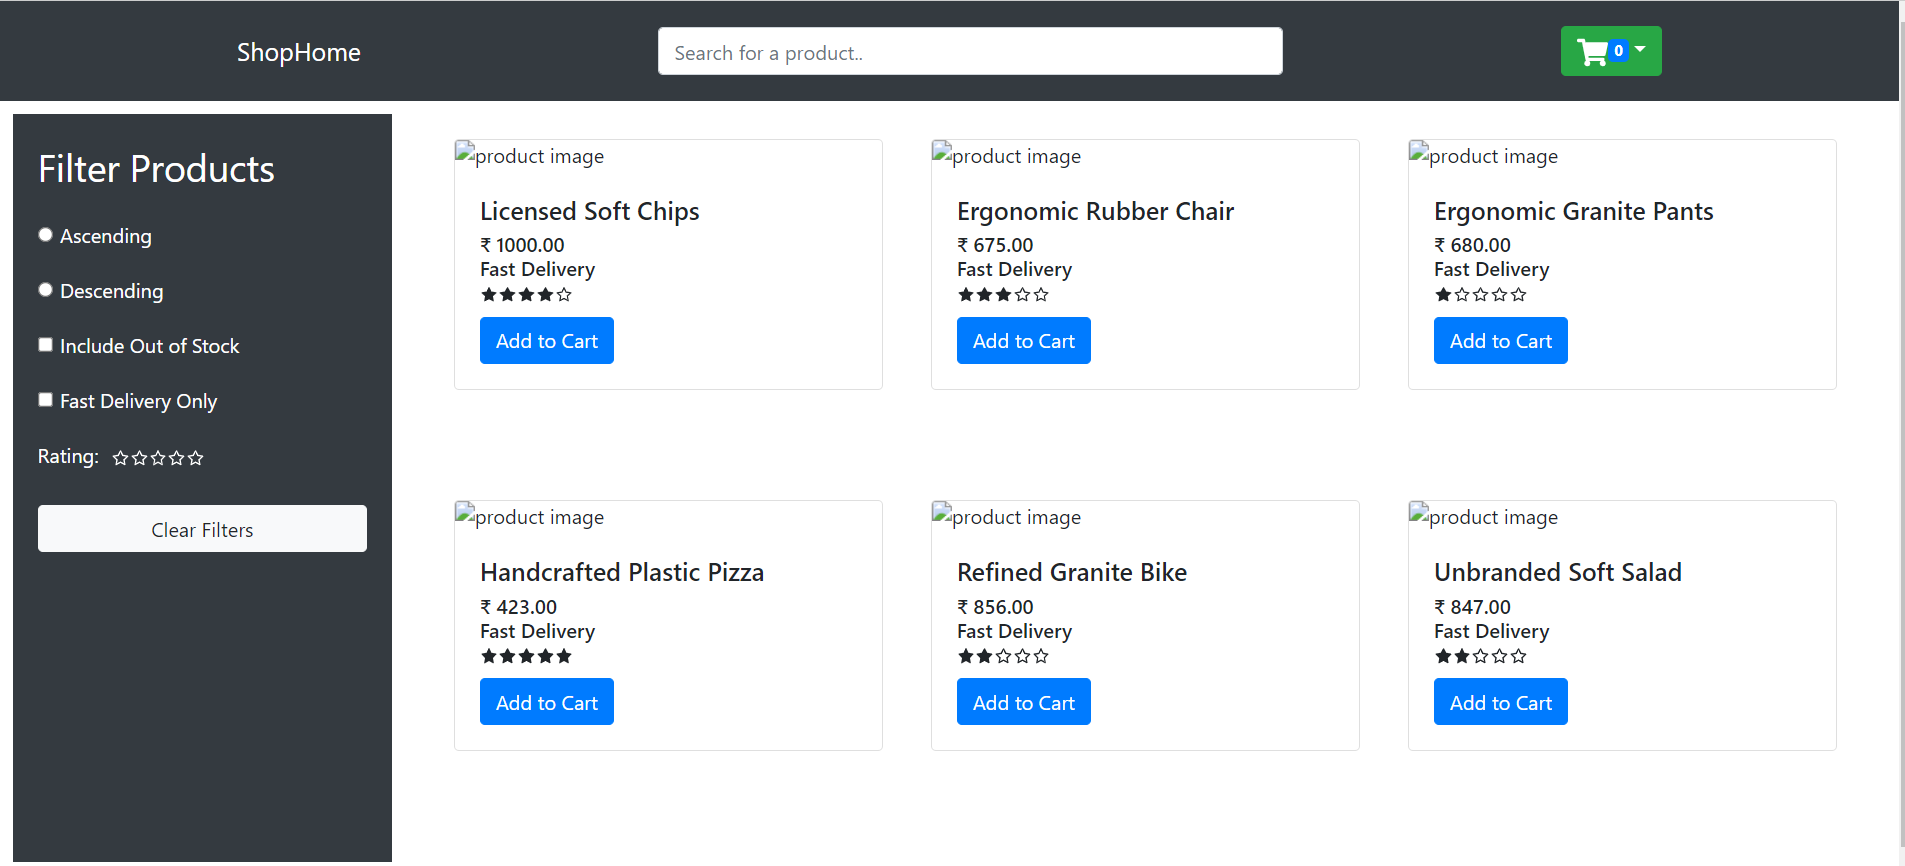 ShopHome
Search for a product..
0
Filter Products
Ascending
Descending
Include Out of Stock
Fast Delivery Only
Rating:
Clear Filters
product image
Licensed Soft Chips
₹ 1000.00
Fast Delivery
Add to Cart
product image
Ergonomic Rubber Chair
₹ 675.00
Fast Delivery
Add to Cart
product image
Ergonomic Granite Pants
₹ 680.00
Fast Delivery
Add to Cart
product image
Handcrafted Plastic Pizza
₹ 423.00
Fast Delivery
Add to Cart
product image
Refined Granite Bike
₹ 856.00
Fast Delivery
Add to Cart
product image
Unbranded Soft Salad
₹ 847.00
Fast Delivery
Add to Cart